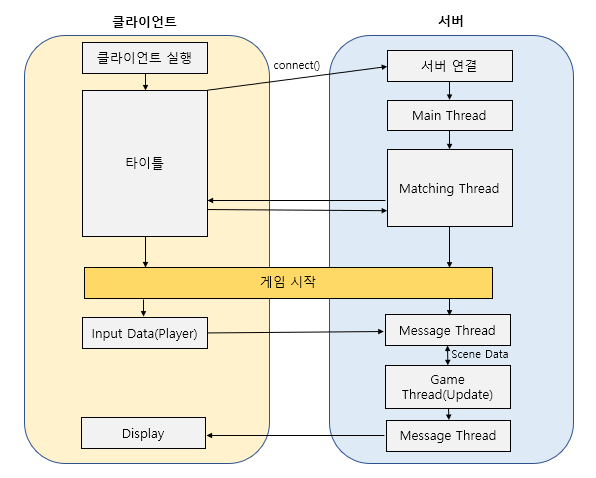 클라이언트
서버
클라이언트 실행
connect()
서버 연결
Main Thread
타이틀
Matching Thread
게임 시작
Input Data(Player)
Message Thread
Scene Data
Game
Thread(Update)
Display
Message Thread